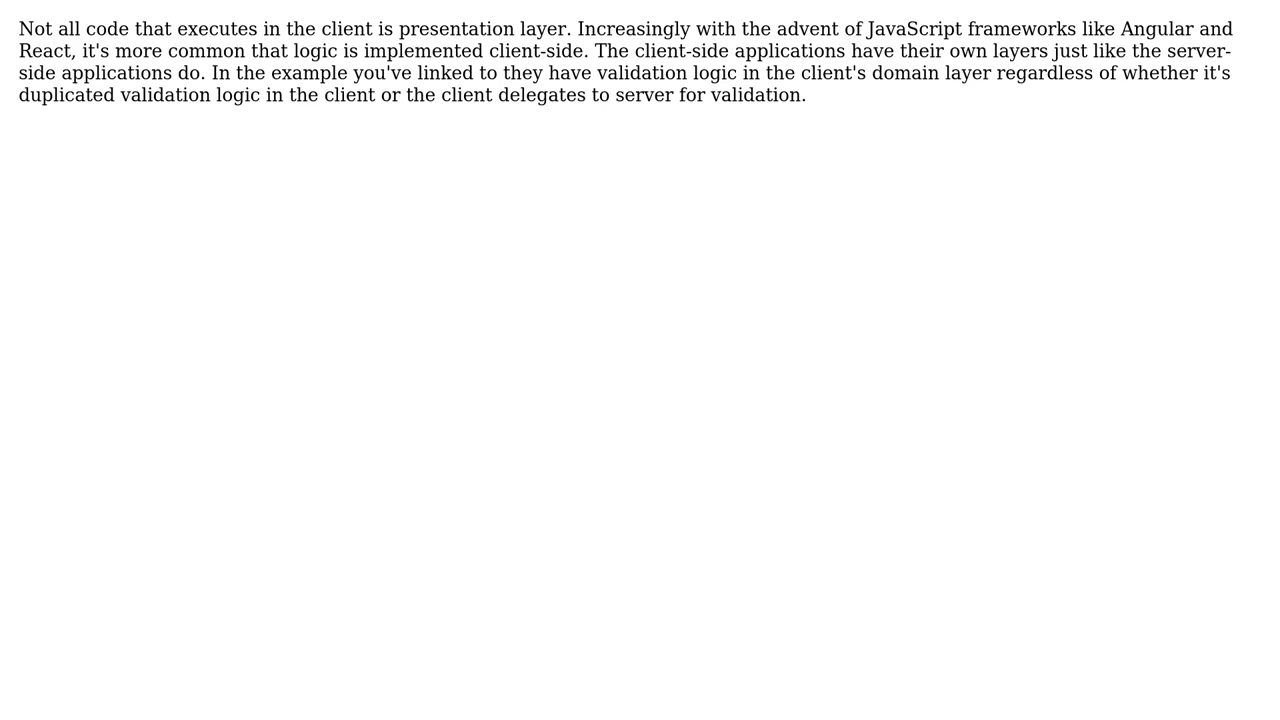 Not all code that executes in the client is presentation layer. Increasingly with the advent of JavaScript frameworks like Angular and
React, it's more common that logic is implemented client-side. The client-side applications have their own layers just like the server-
side applications do. In the example you've linked to they have validation logic in the client's domain layer regardless of whether it's
duplicated validation logic in the client or the client delegates to server for validation.